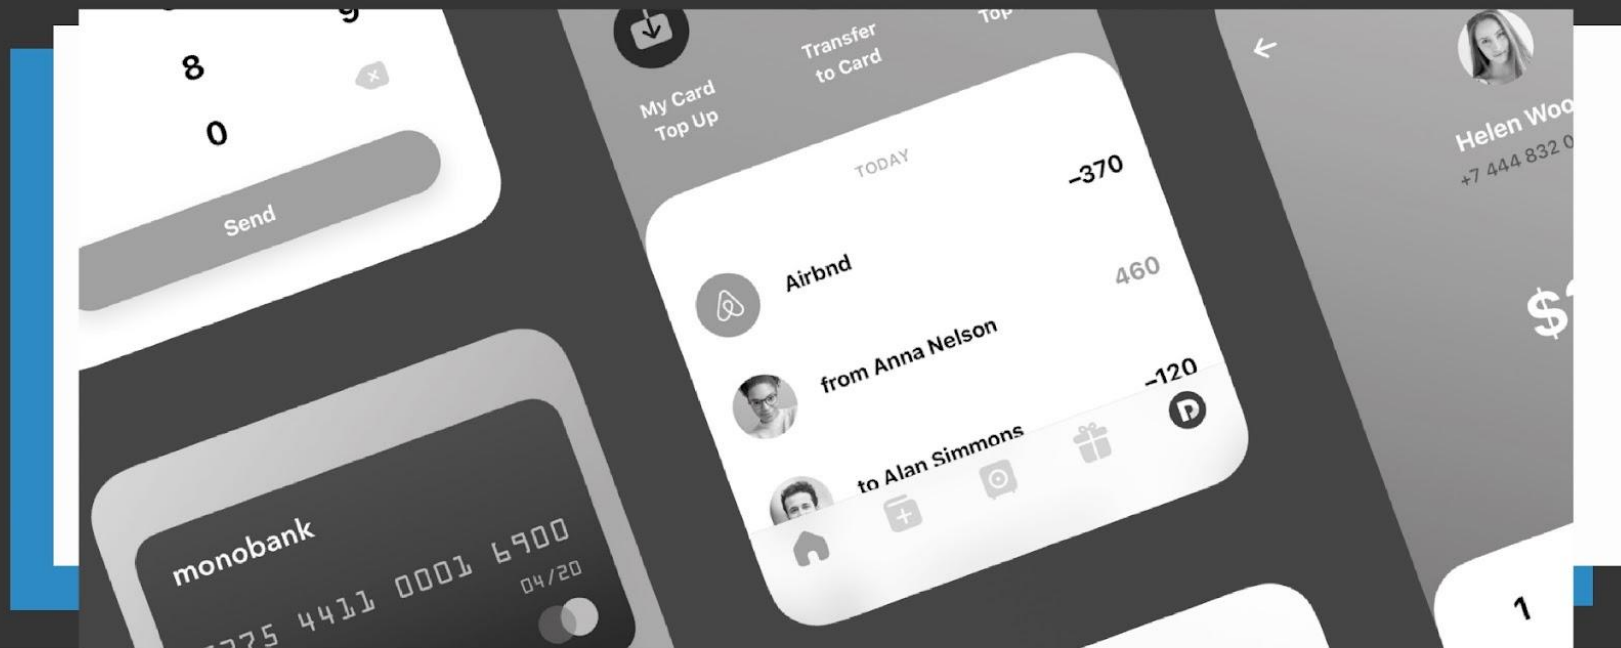 9
8
0
Send
My Card
Top Up
Transfer
to Card
Top
TODAY
Airbnd
-370
from Anna Nelson
460
to Alan Simmons
-120
monobank
4411 0001 6900
04/20
Helen Woo
+7 444 832 0
$
1